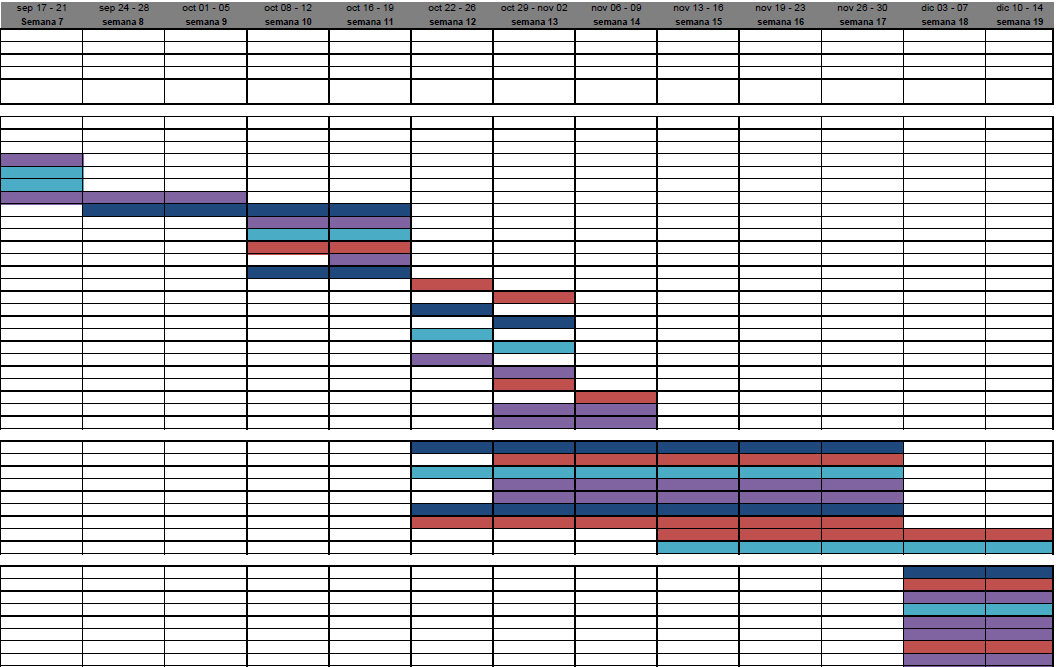 sep 17 - 21 sep 24 - 28 oct 01 - 05 oct 08 - 12 oct 16 - 19 oct 22 - 26 oct 29 - nov 02 nov 06 - 09 nov 13 - 16 nov 19 - 23 nov 26 - 30 dic 03 - 07 dic 10 - 14
Semana 7 semana 8 semana 9 semana 10 semana 11 semana 12 semana 13 semana 14 semana 15 semana 16 semana 17 semana 18 semana 19